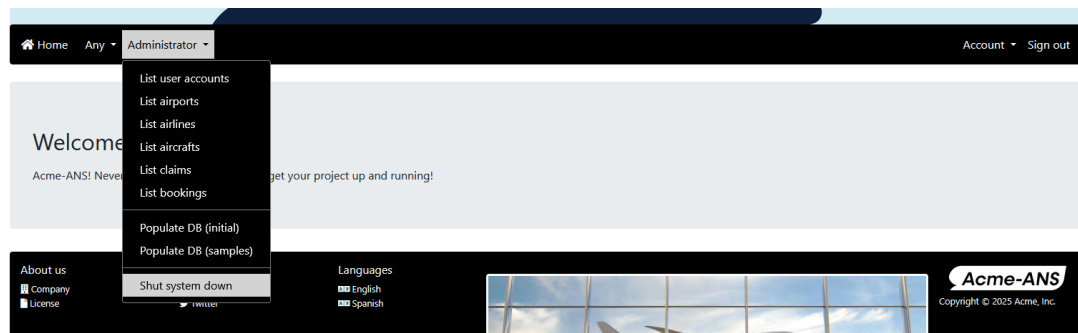 Home Any Administrator Account Sign out
List user accounts
List airports
List airlines
List aircrafts
List claims
List bookings
Populate DB (initial)
Populate DB (samples)
Shut system down
Welcome
Acme-ANS! get your project up and running!
About us
Company
License
Twitter
Languages
English
Spanish
Acme-ANS
Copyright © 2025 Acme, Inc.